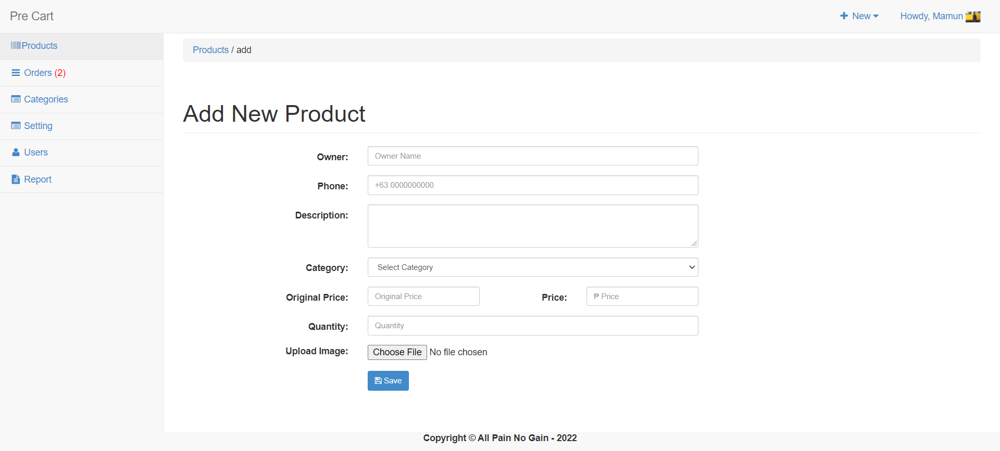 Pre Cart
New
Howdy, Mamun
Products
Orders (2)
Categories
Setting
Users
Report
Products / add
Add New Product
Owner: Owner Name
Phone: +63 0000000000
Description:
Category: Select Category
Original Price: Original Price Price: ₱ Price
Quantity: Quantity
Upload Image: Choose File No file chosen
Save
Copyright © All Pain No Gain - 2022